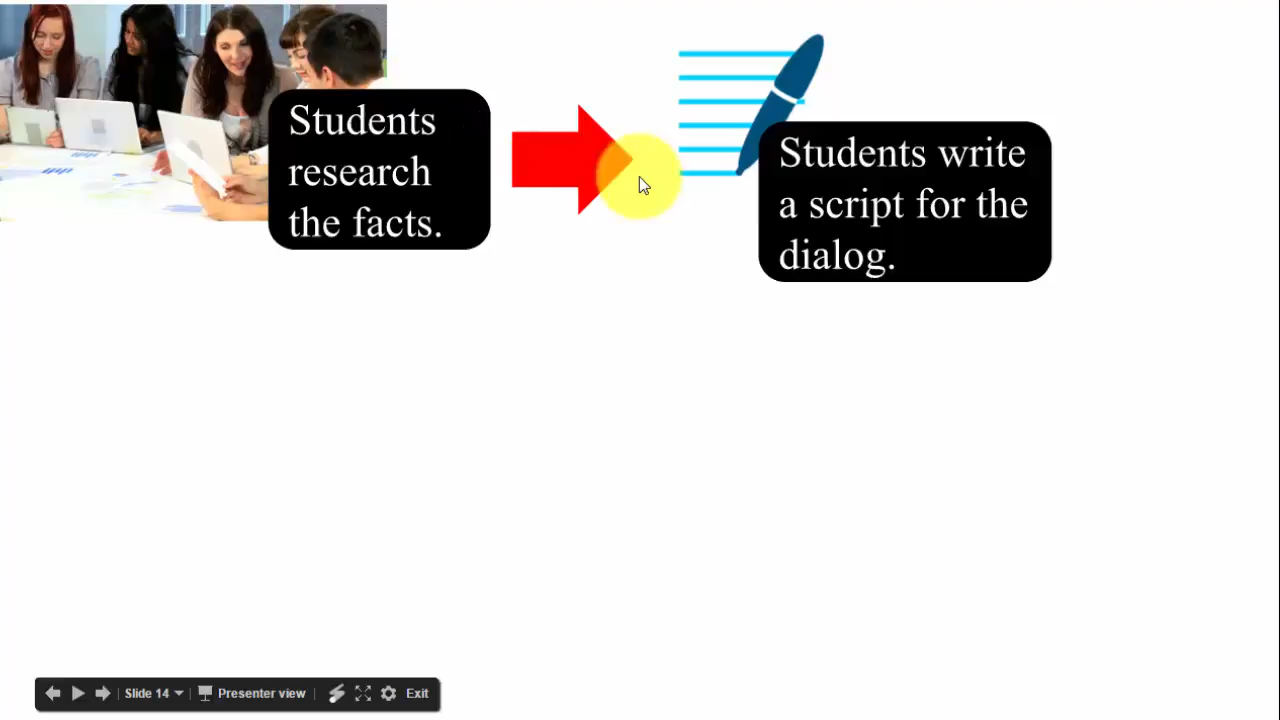 Students
research
the facts.
Students write
a script for the
dialog.
Slide 14
Presenter view
Exit